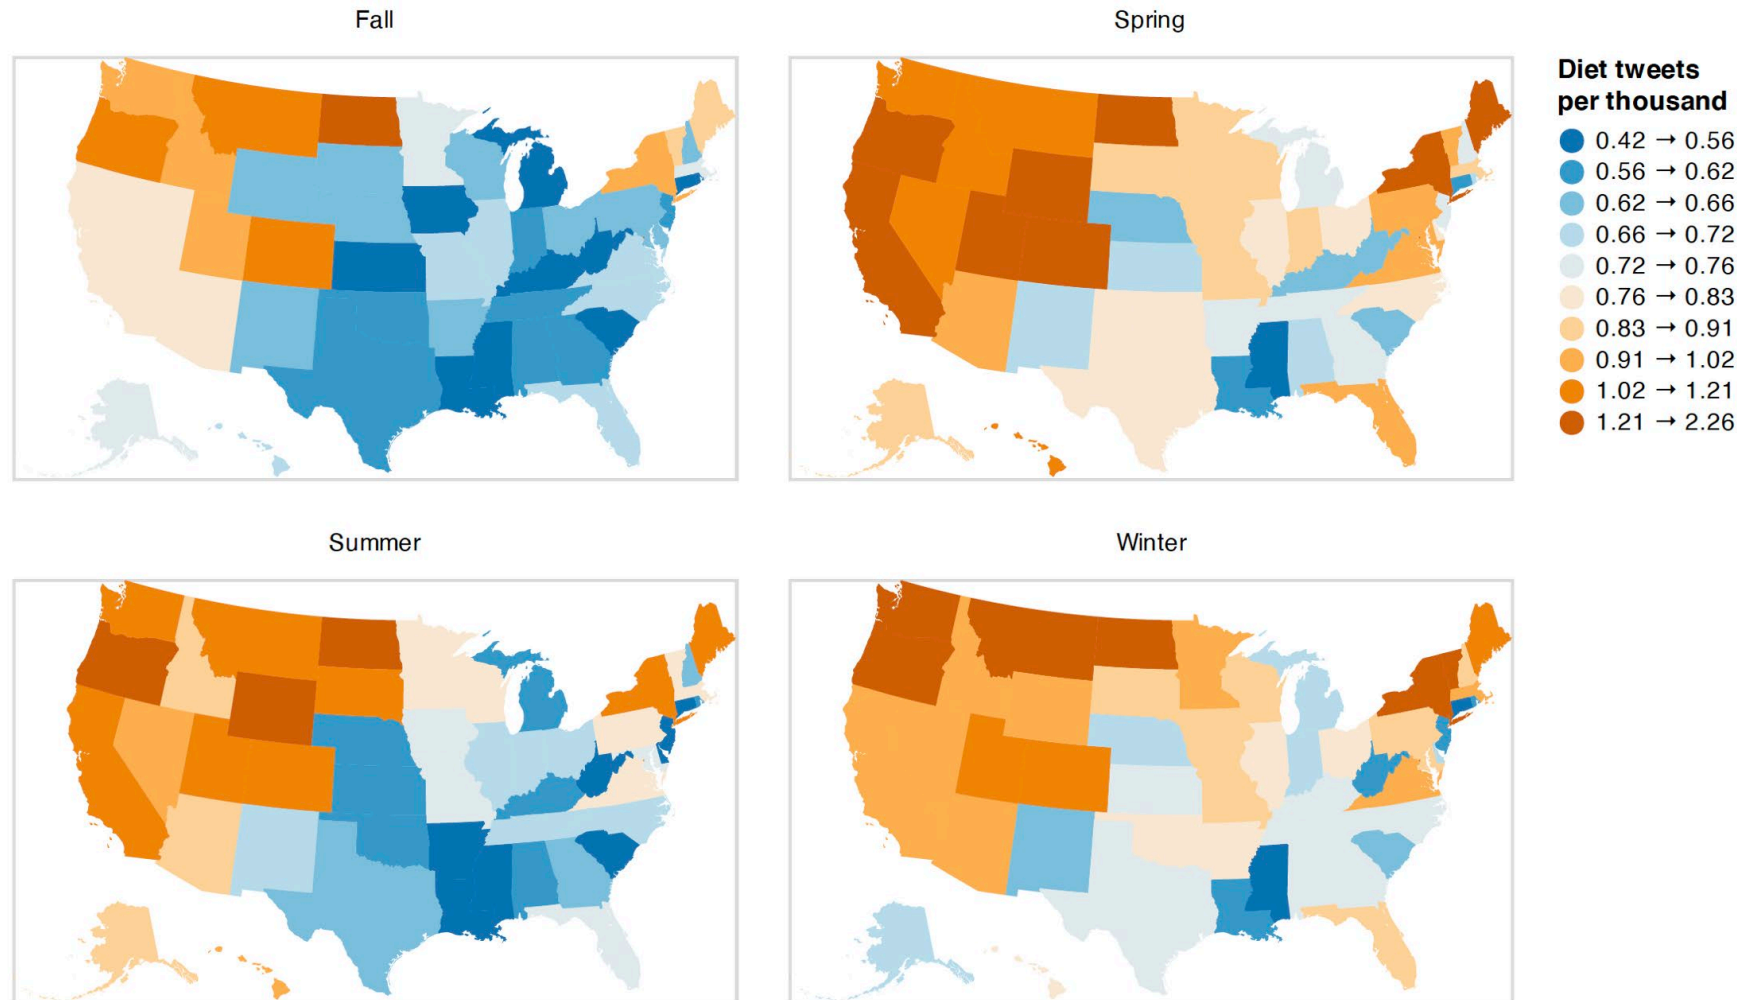 Fall
Spring
Diet tweets
per thousand
0.42 → 0.56
0.56 → 0.62
0.62 → 0.66
0.66 → 0.72
0.72 → 0.76
0.76 → 0.83
0.83 → 0.91
0.91 → 1.02
1.02 → 1.21
1.21 → 2.26
Summer
Winter